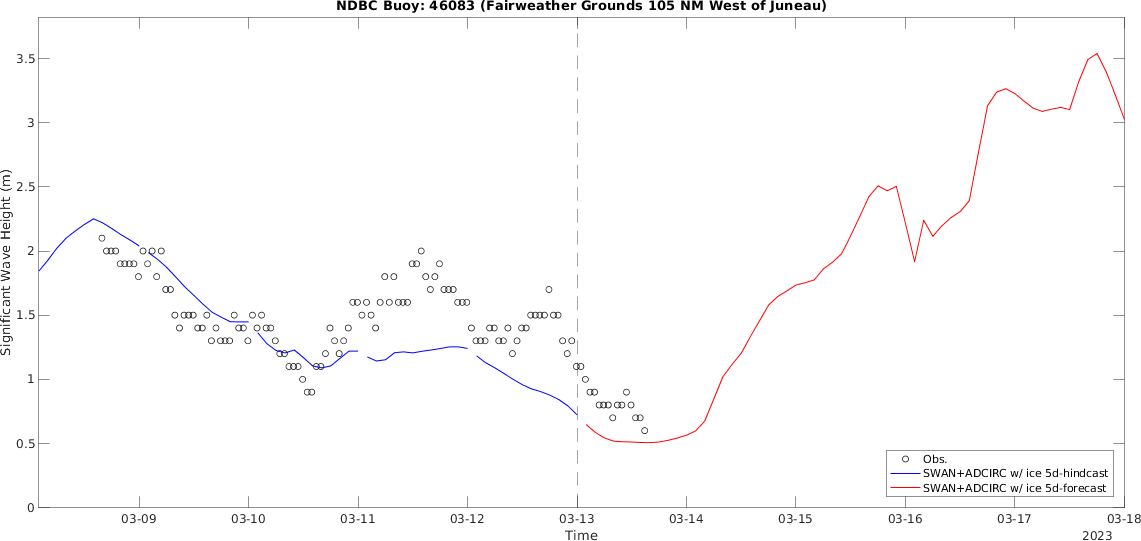 NDBC Buoy: 46083 (Fairweather Grounds 105 NM West of Juneau)
Significant Wave Height (m)
3.5
3
2.5
2
1.5
1
0.5
0
Obs.
SWAN+ADCIRC w/ ice 5d-hindcast
SWAN+ADCIRC w/ ice 5d-forecast
03-09 03-10 03-11 03-12 03-13 03-14 03-15 03-16 03-17 03-18
Time
2023